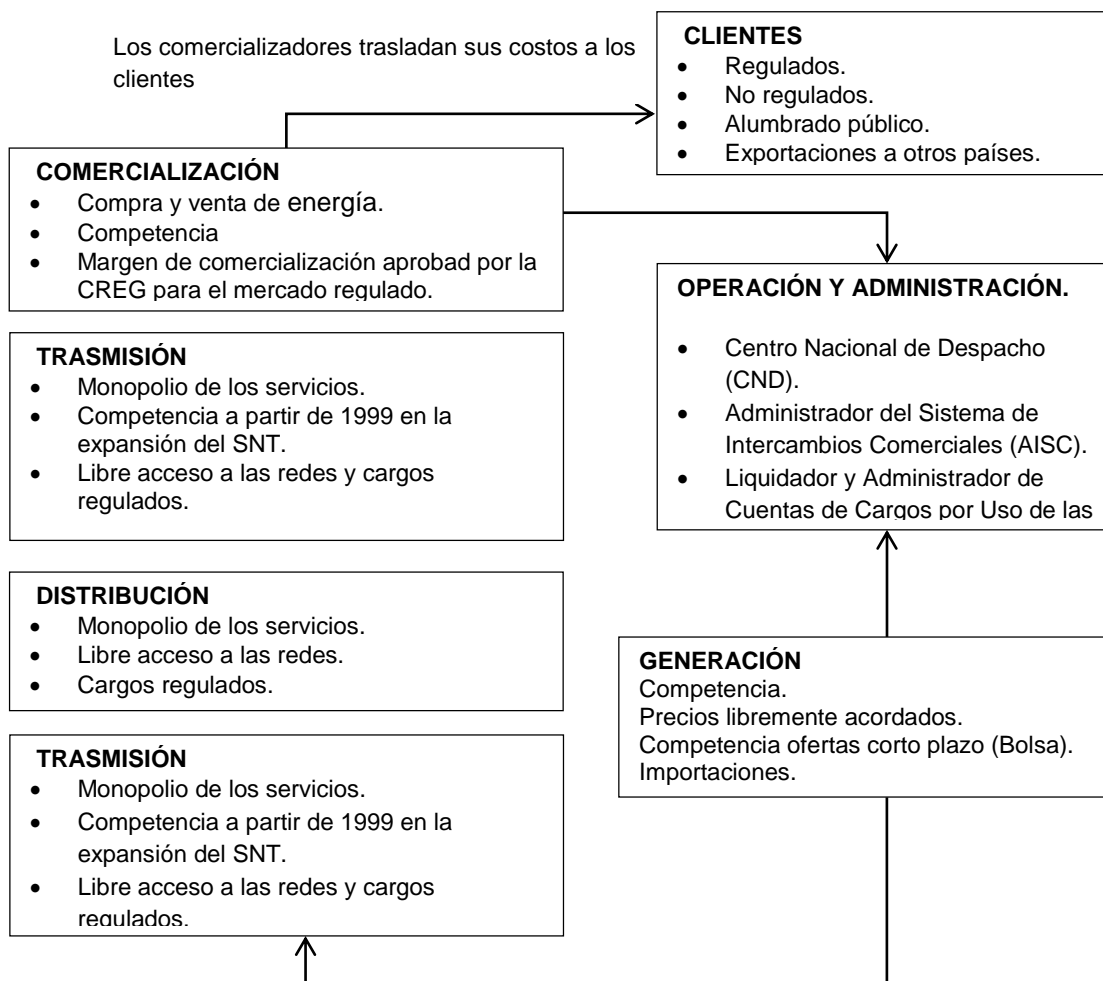 Los comercializadores trasladan sus costos a los
clientes
CLIENTES
• Regulados.
• No regulados.
• Alumbrado público.
• Exportaciones a otros países.
COMERCIALIZACIÓN
• Compra y venta de energía.
• Competencia
• Margen de comercialización aprobad por la
CREG para el mercado regulado.
OPERACIÓN Y ADMINISTRACIÓN.
• Centro Nacional de Despacho
(CND).
• Administrador del Sistema de
Intercambios Comerciales (AISC).
• Liquidador y Administrador de
Cuentas de Cargos por Uso de las
TRASMISIÓN
• Monopolio de los servicios.
• Competencia a partir de 1999 en la
expansión del SNT.
• Libre acceso a las redes y cargos
regulados.
DISTRIBUCIÓN
• Monopolio de los servicios.
• Libre acceso a las redes.
• Cargos regulados.
GENERACIÓN
Competencia.
Precios libremente acordados.
Competencia ofertas corto plazo (Bolsa).
Importaciones.
TRASMISIÓN
• Monopolio de los servicios.
• Competencia a partir de 1999 en la
expansión del SNT.
• Libre acceso a las redes y cargos
regulados.